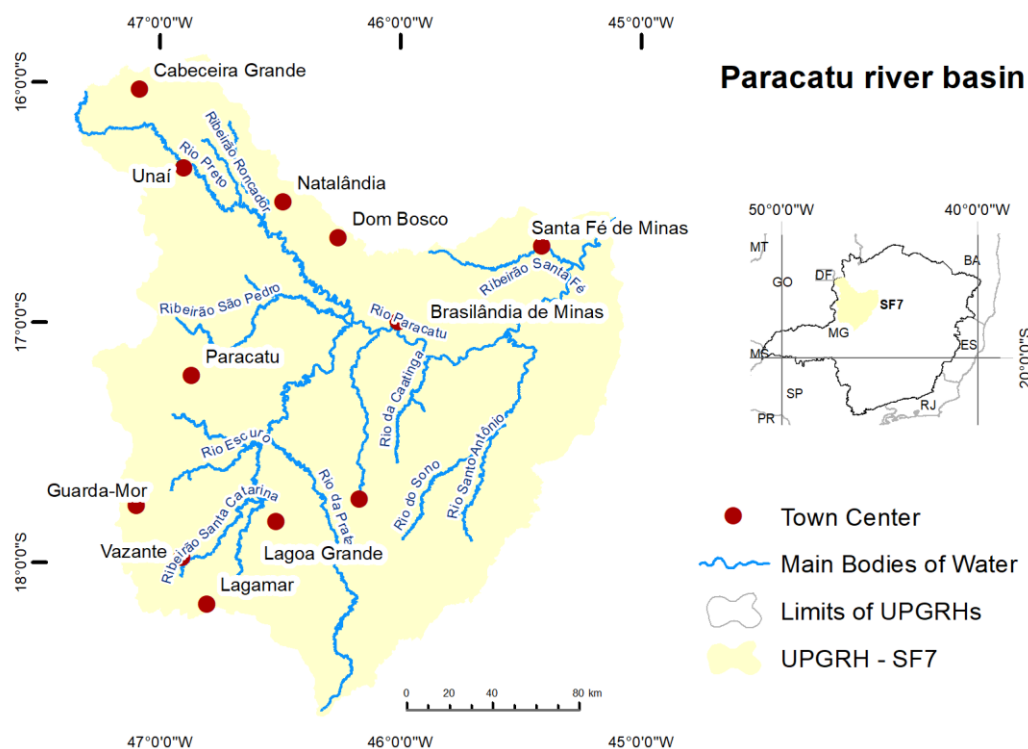 47°0'0"W
46°0'0"W
45°0'0"W
16°0'0"S
17°0'0"S
18°0'0"S
Cabeceira Grande
Ribeirão Roncador
Rio Preto
Unaí
Natalândia
Dom Bosco
Santa Fé de Minas
Ribeirão Santa Fé
Ribeirão São Pedro
Rio Paracatu
Brasilândia de Minas
Paracatu
Rio da Caatinga
Rio Escuro
Rio Santo Antônio
Rio do Sono
Rio da Prata
Guarda-Mor
Ribeirão Santa Catarina
Vazante
Lagoa Grande
Lagamar
0 20 40 60 80 km
47°0'0"W
46°0'0"W
45°0'0"W
Paracatu river basin
50°0'0"W
40°0'0"W
MT
BA
DF
GO
SF7
MG
ES
MS
20°0'0"S
SP
RJ
PR
Town Center
Main Bodies of Water
Limits of UPGRHs
UPGRH - SF7